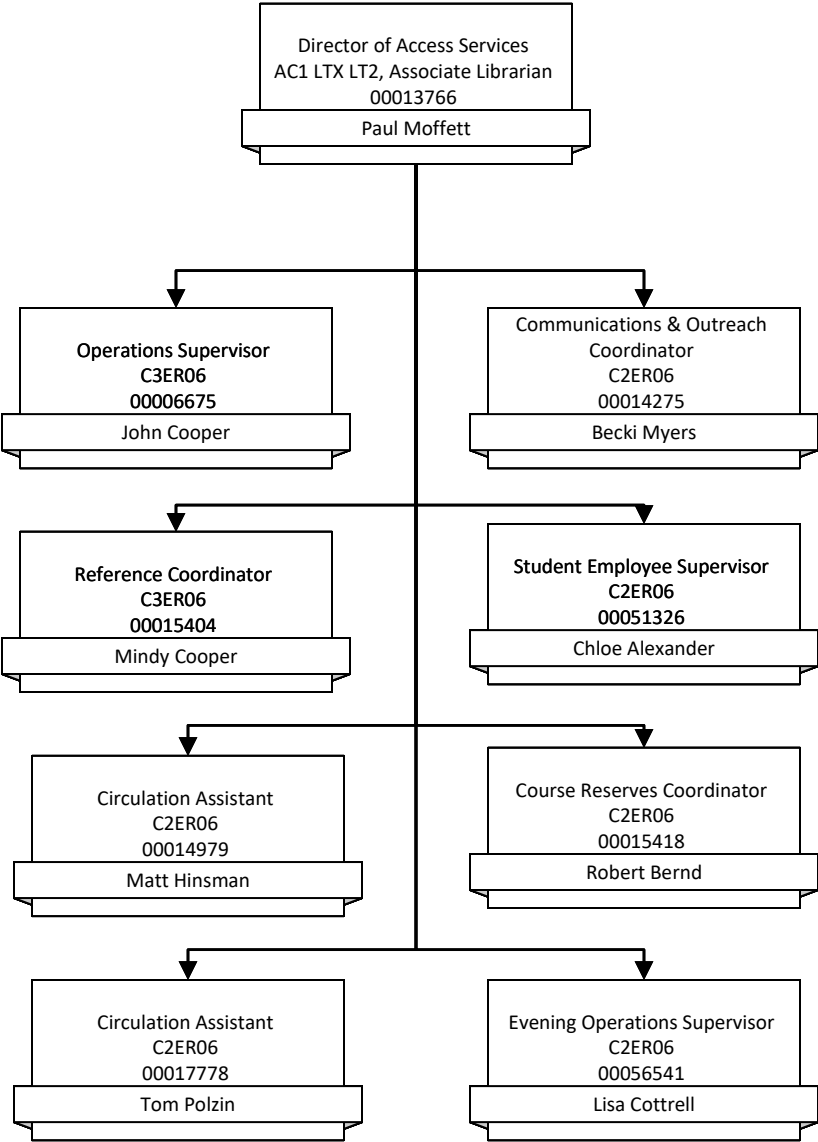 Director of Access Services
AC1 LTX LT2, Associate Librarian
00013766
Paul Moffett
Operations Supervisor
C3ER06
00006675
John Cooper
Communications & Outreach
Coordinator
C2ER06
00014275
Becki Myers
Reference Coordinator
C3ER06
00015404
Mindy Cooper
Student Employee Supervisor
C2ER06
00051326
Chloe Alexander
Circulation Assistant
C2ER06
00014979
Matt Hinsman
Course Reserves Coordinator
C2ER06
00015418
Robert Bernd
Circulation Assistant
C2ER06
00017778
Tom Polzin
Evening Operations Supervisor
C2ER06
00056541
Lisa Cottrell